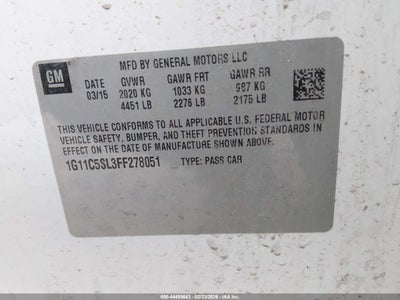 GM
MFD BY GENERAL MOTORS LLC
DATE GVWR GAWR FRT GAWR RR
03/15 2020 KG 1033 KG 987 KG
4451 LB 2276 LB 2175 LB
THIS VEHICLE CONFORMS TO ALL APPLICABLE U.S. FEDERAL MOTOR
VEHICLE SAFETY, BUMPER, AND THEFT PREVENTION STANDARDS
IN EFFECT ON THE DATE OF MANUFACTURE SHOWN ABOVE.
1G11C5SL3FF278051 TYPE: PASS CAR